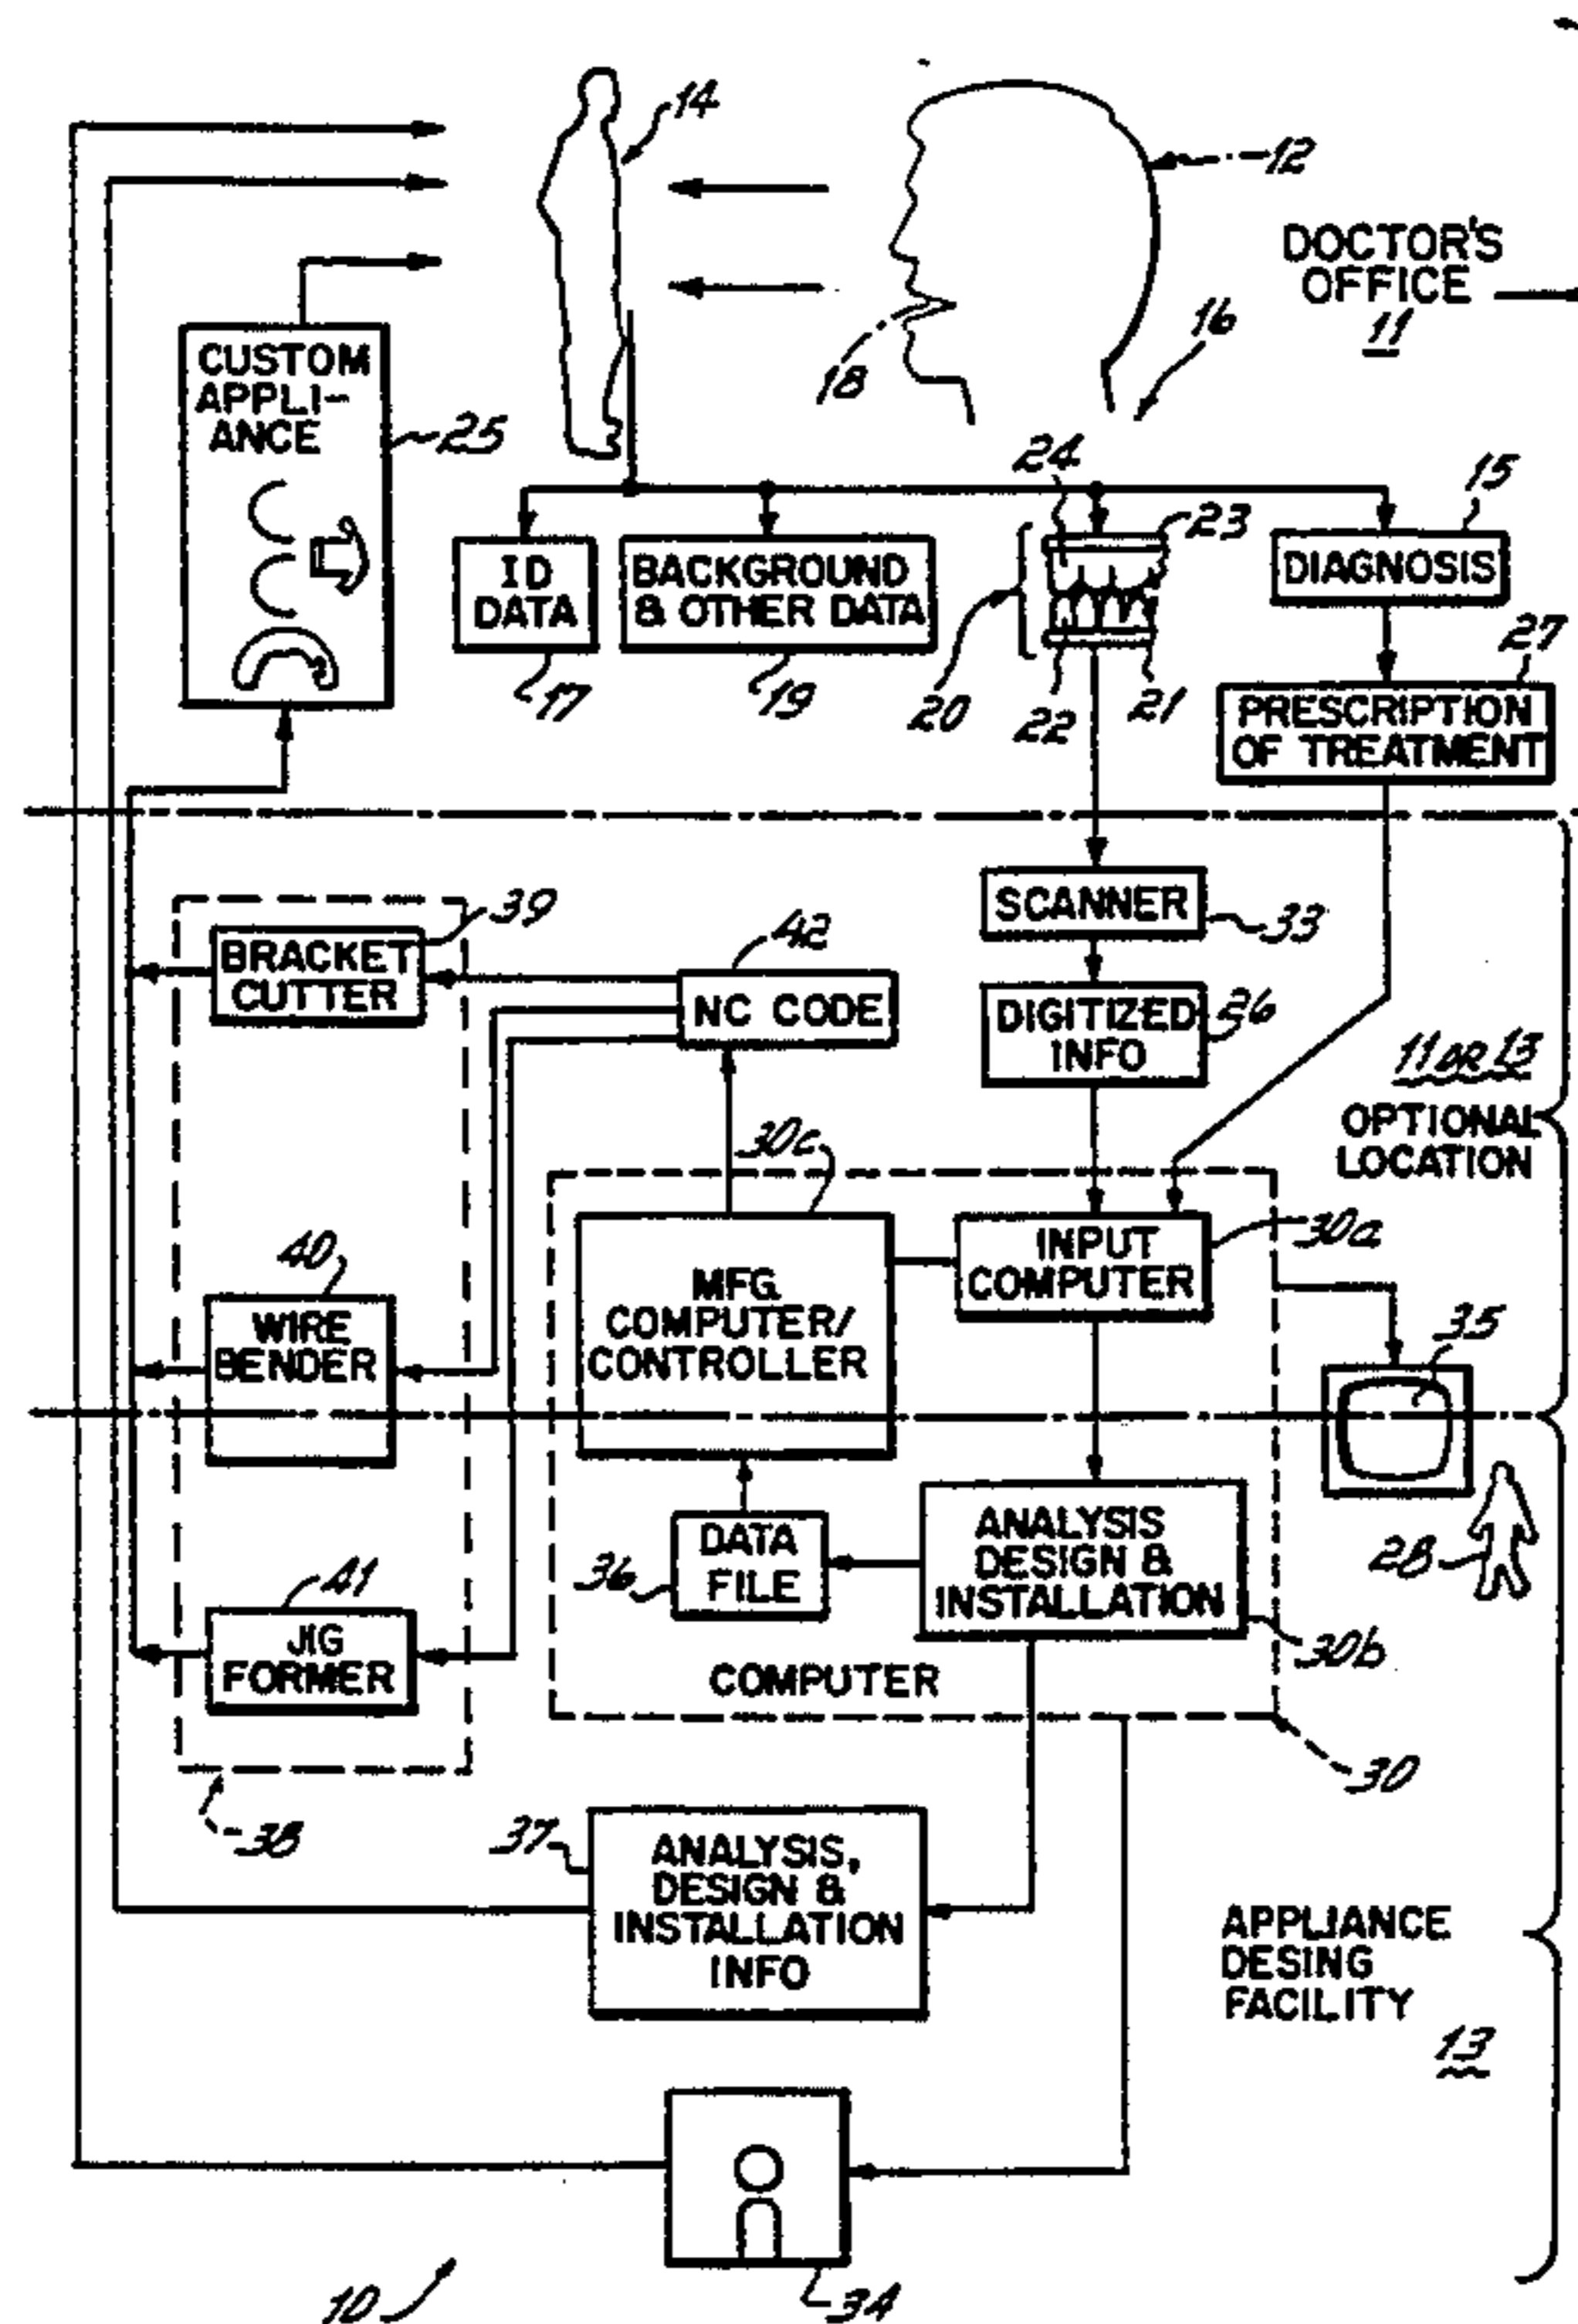 14
12
DOCTOR'S
OFFICE
11
16
18
CUSTOM
APPLI-
ANCE
25
24
23
15
ID
DATA
17
BACKGROUND
& OTHER DATA
19
20
22
21
DIAGNOSIS
27
PRESCRIPTION
OF TREATMENT
SCANNER
33
39
BRACKET
CUTTER
42
NC CODE
DIGITIZED
INFO
26
11 OR 13
OPTIONAL
LOCATION
30c
40
WIRE
BENDER
MFG.
COMPUTER/
CONTROLLER
INPUT
COMPUTER
30a
35
28
DATA
FILE
36
ANALYSIS
DESIGN &
INSTALLATION
30b
41
JIG
FORMER
COMPUTER
30
38
37
ANALYSIS,
DESIGN &
INSTALLATION
INFO
APPLIANCE
DESING
FACILITY
13
10
34